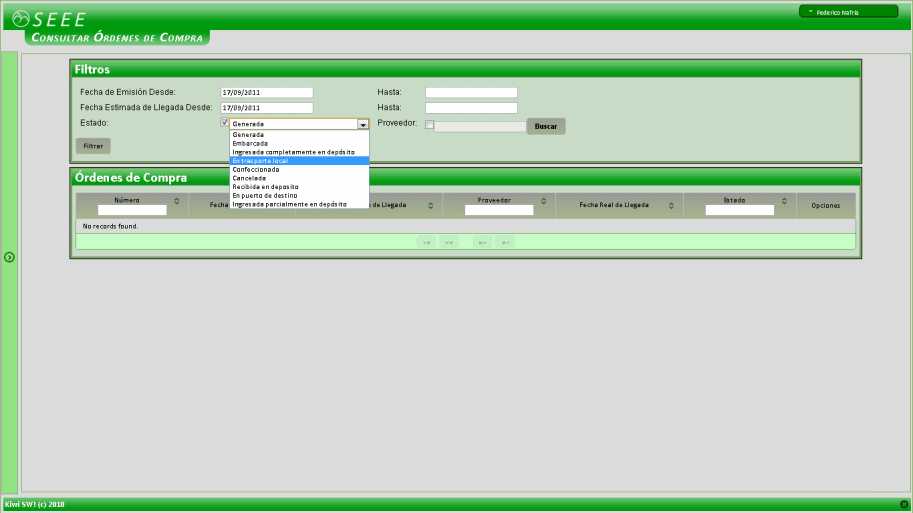 SEEE
Federico Nafria
Consultar Órdenes de Compra
Filtros
Fecha de Emisión Desde: 17/09/2011 Hasta:
Fecha Estimada de Llegada Desde: 17/09/2011 Hasta:
Estado: Generada Proveedor: Buscar
Generada
Embarcada
Ingresada completamente en depósito
En trasporte local
Confeccionada
Cancelada
Recibida en deposito
En puerto de destino
Ingresada parcialmente en depósito
Filtrar
Órdenes de Compra
Número Fecha de Llegada Proveedor Fecha Real de Llegada Estado Opciones
No records found.
Kiwi SW! (c) 2010